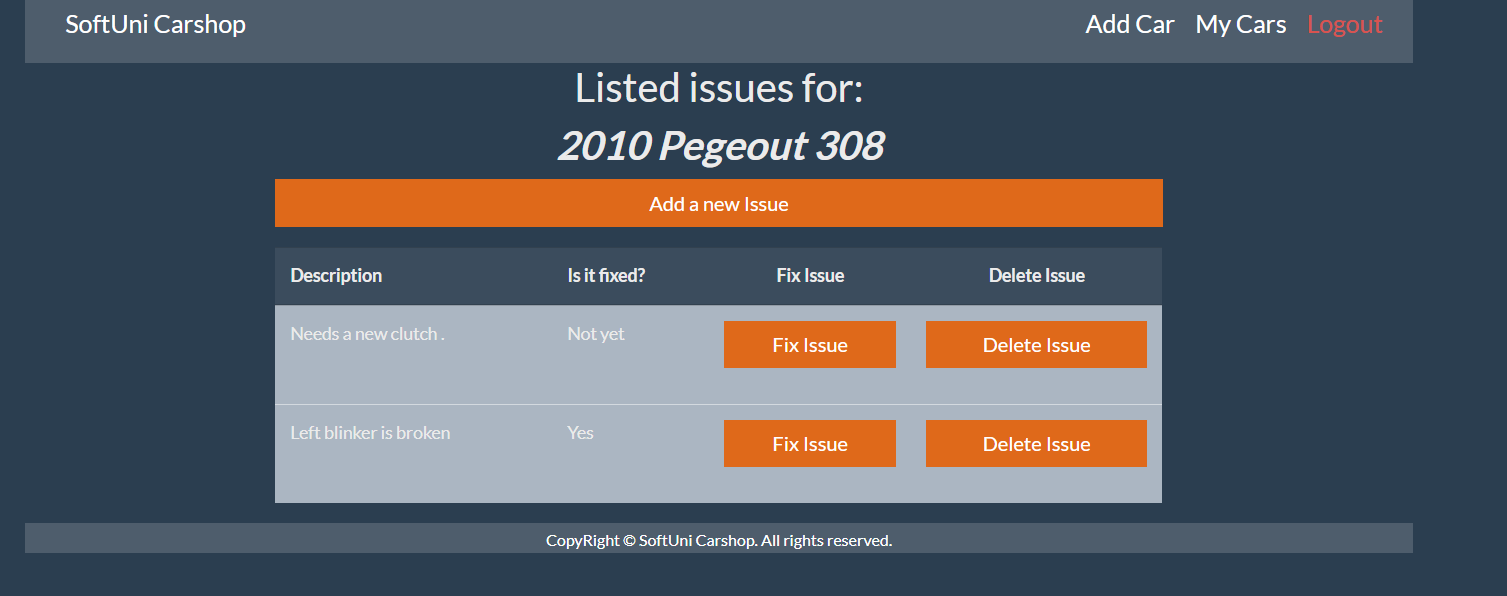 SoftUni Carshop Add Car My Cars Logout
Listed issues for:
2010 Pegeout 308
Add a new Issue
Description Is it fixed? Fix Issue Delete Issue
Needs a new clutch . Not yet Fix Issue Delete Issue
Left blinker is broken Yes Fix Issue Delete Issue
CopyRight © SoftUni Carshop. All rights reserved.